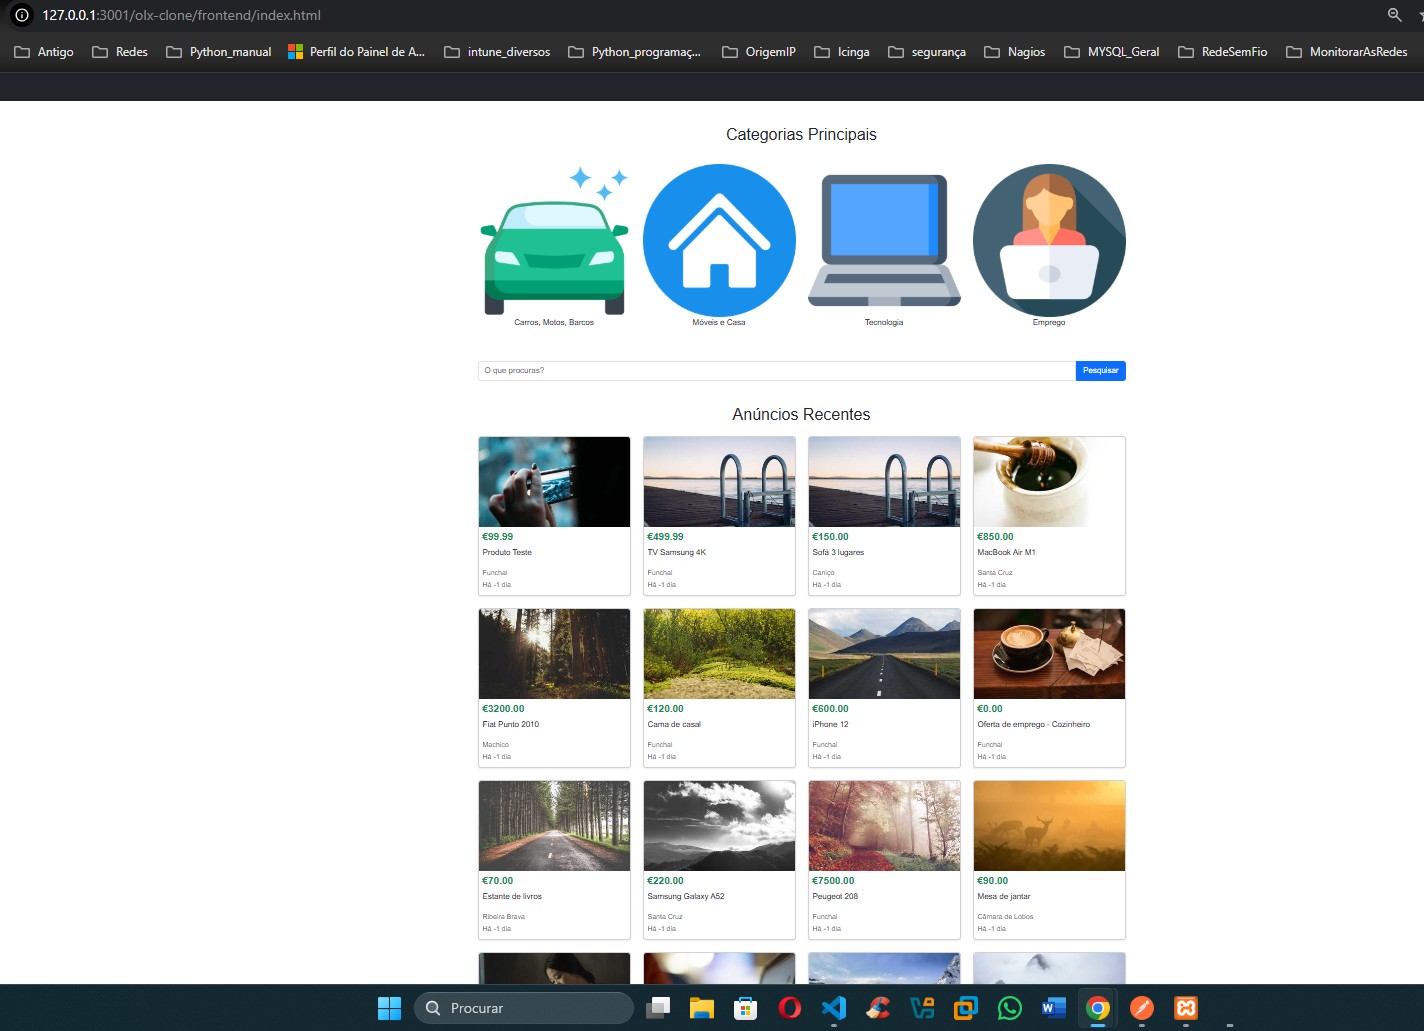 127.0.0.1:3001/olx-clone/frontend/index.html
Antigo Redes Python_manual Perfil do Painel de A... intune_diversos Python_programaç... OrigemIP Icinga segurança Nagios MYSQL_Geral RedeSemFio MonitorarAsRedes
Categorias Principais
Carros, Motos, Barcos Móveis e Casa Tecnologia Emprego
O que procuras? Pesquisar
Anúncios Recentes
€99.99 €499.99 €150.00 €850.00
Produto Teste TV Samsung 4K Sofá 3 lugares MacBook Air M1
Funchal Funchal Caniço Santa Cruz
Há -1 dia Há -1 dia Há -1 dia Há -1 dia
€3200.00 €120.00 €600.00 €0.00
Fiat Punto 2010 Cama de casal iPhone 12 Oferta de emprego - Cozinheiro
Machico Funchal Funchal Funchal
Há -1 dia Há -1 dia Há -1 dia Há -1 dia
€70.00 €220.00 €7500.00 €90.00
Estante de livros Samsung Galaxy A52 Peugeot 208 Mesa de jantar
Ribeira Brava Santa Cruz Funchal Câmara de Lobos
Há -1 dia Há -1 dia Há -1 dia Há -1 dia
Procurar